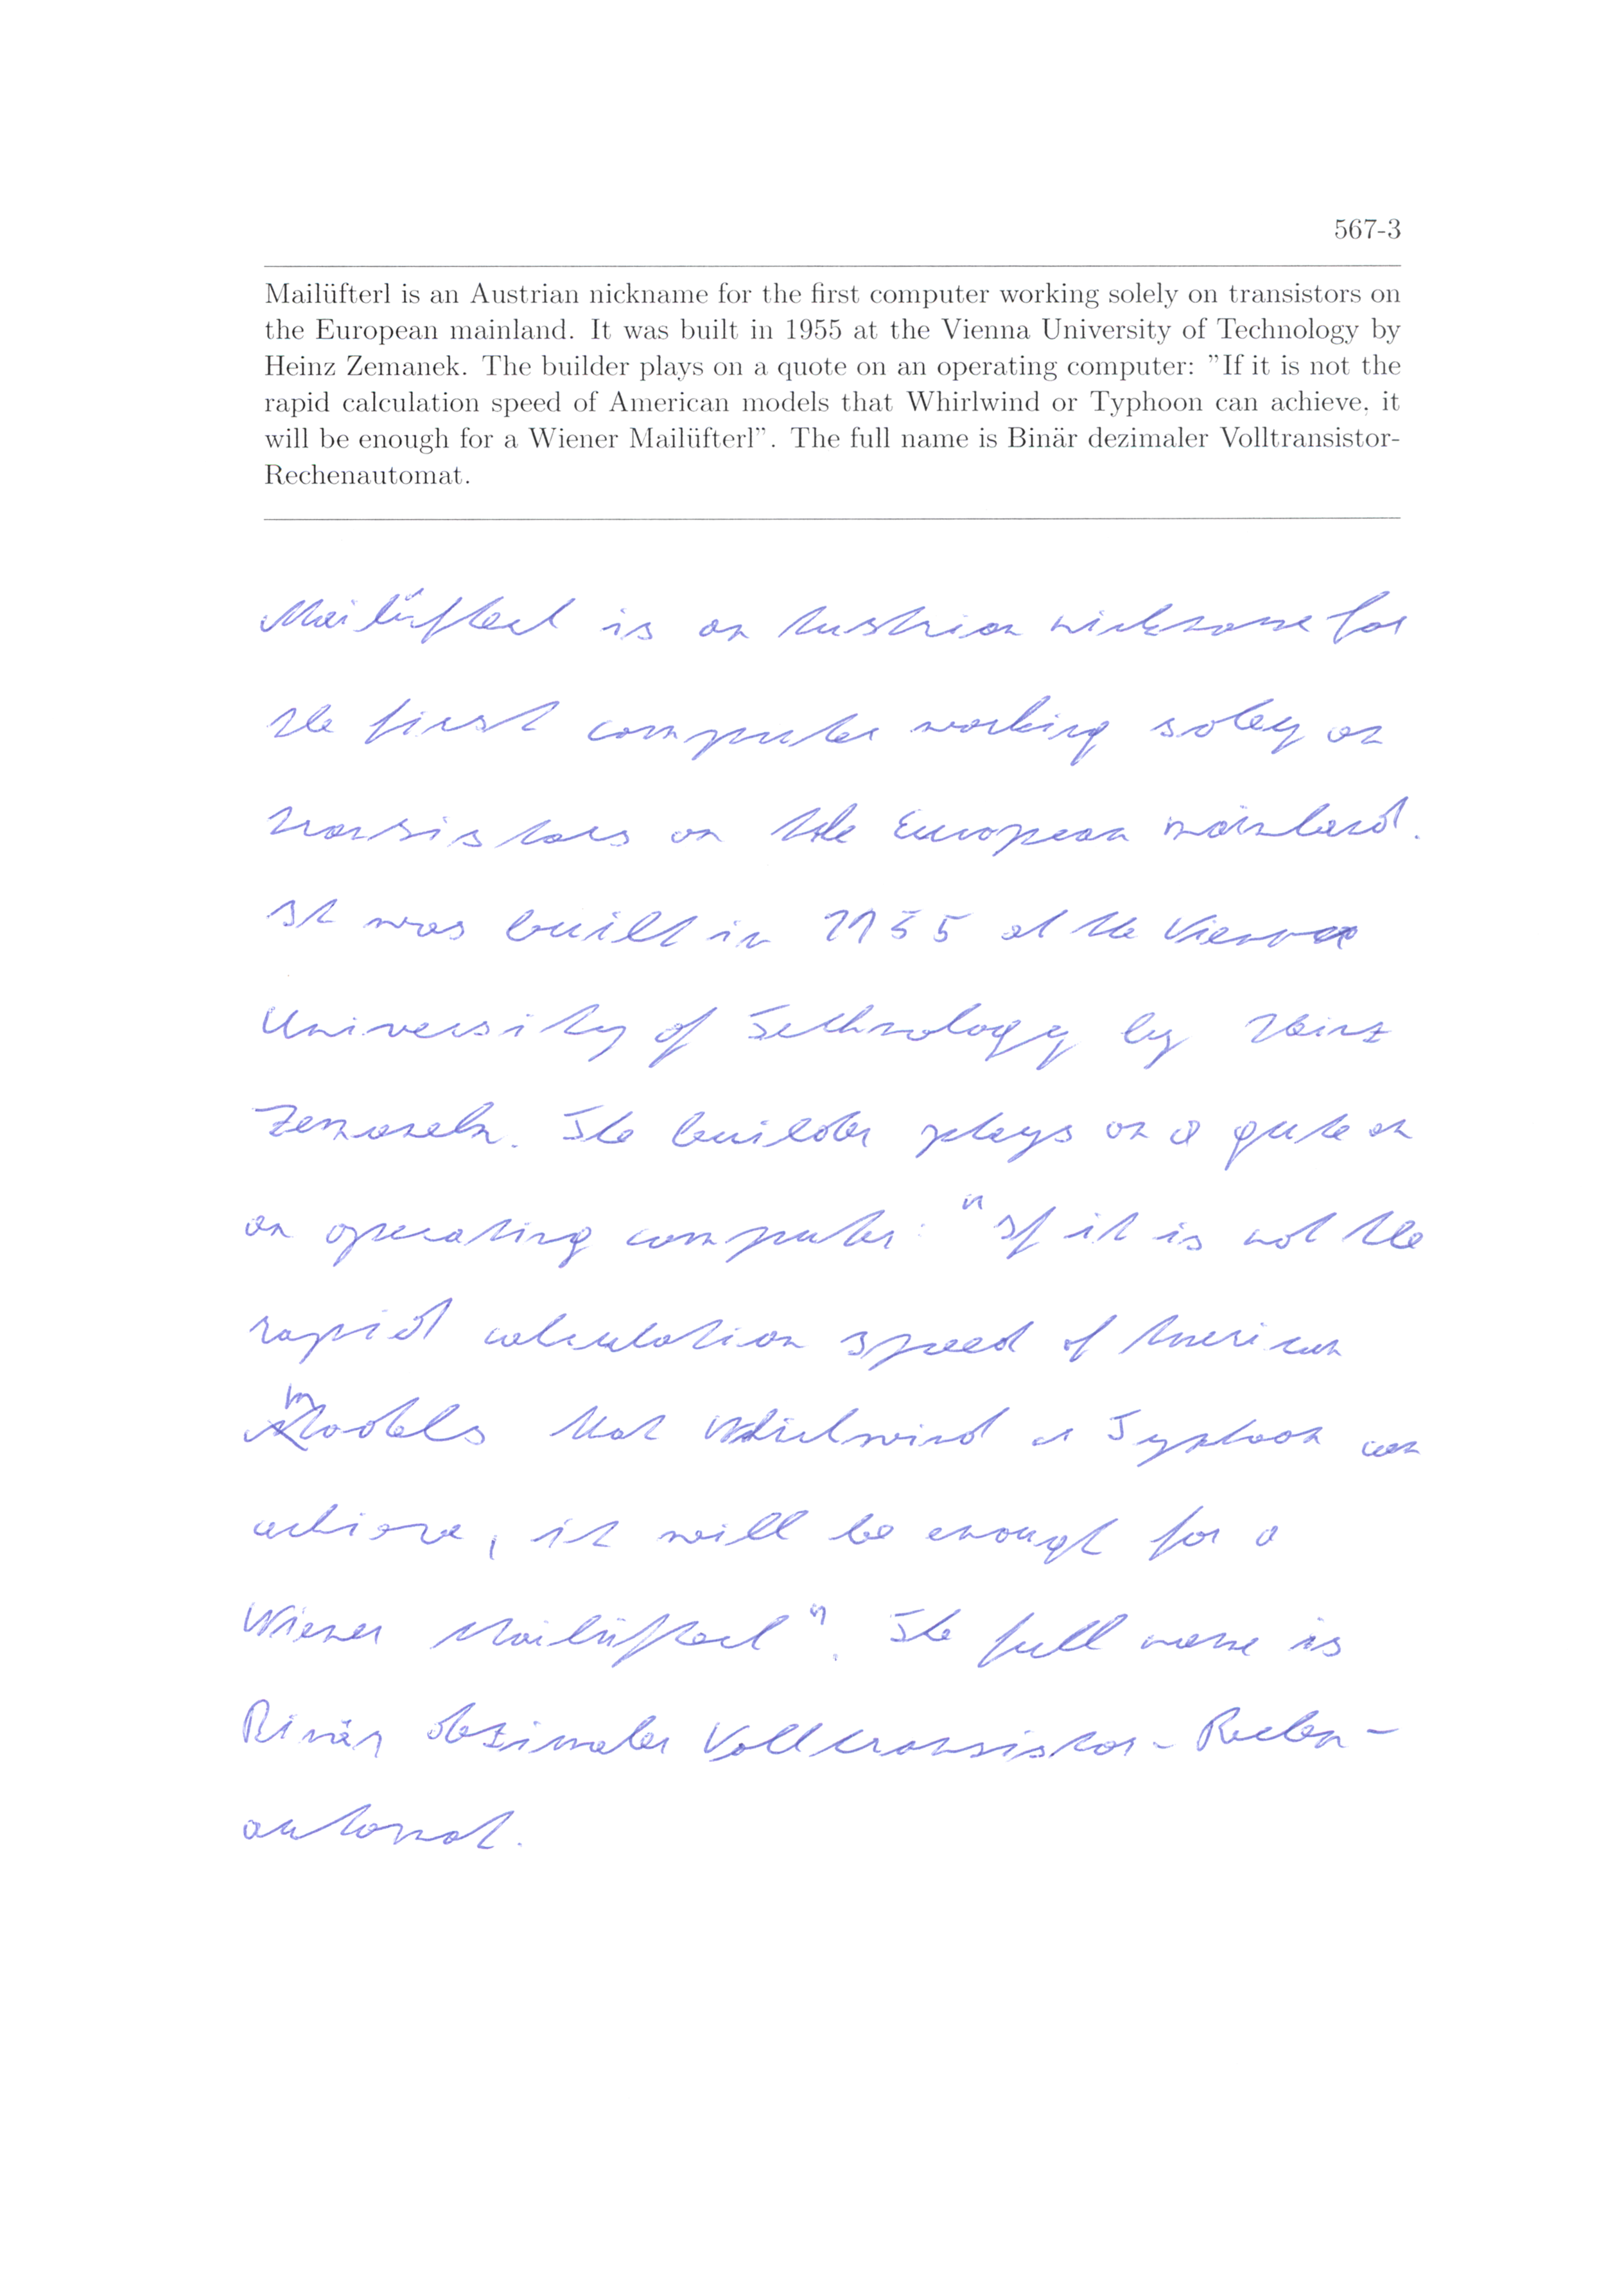 567-3
Mailüfterl is an Austrian nickname for the first computer working solely on transistors on
the European mainland. It was built in 1955 at the Vienna University of Technology by
Heinz Zemanek. The builder plays on a quote on an operating computer: ”If it is not the
rapid calculation speed of American models that Whirlwind or Typhoon can achieve, it
will be enough for a Wiener Mailüfterl”. The full name is Binär dezimaler Volltransistor-
Rechenautomat.
Mailüfterl is an Austrian nickname for
the first computer working soley on
transistors on the European mainland.
It was built in 1955 at the Vienna
University of Technology by Heinz
Zemanek. The builder plays on a qute on
an operating computer: "If it is not the
rapid calculation speed of American
models that Whirlwind or Typhoon can
achieve, it will be enough for a
Wiener Mailüfterl". The full name is
Binär dezimaler Volltransistor-Rechen-
automat.